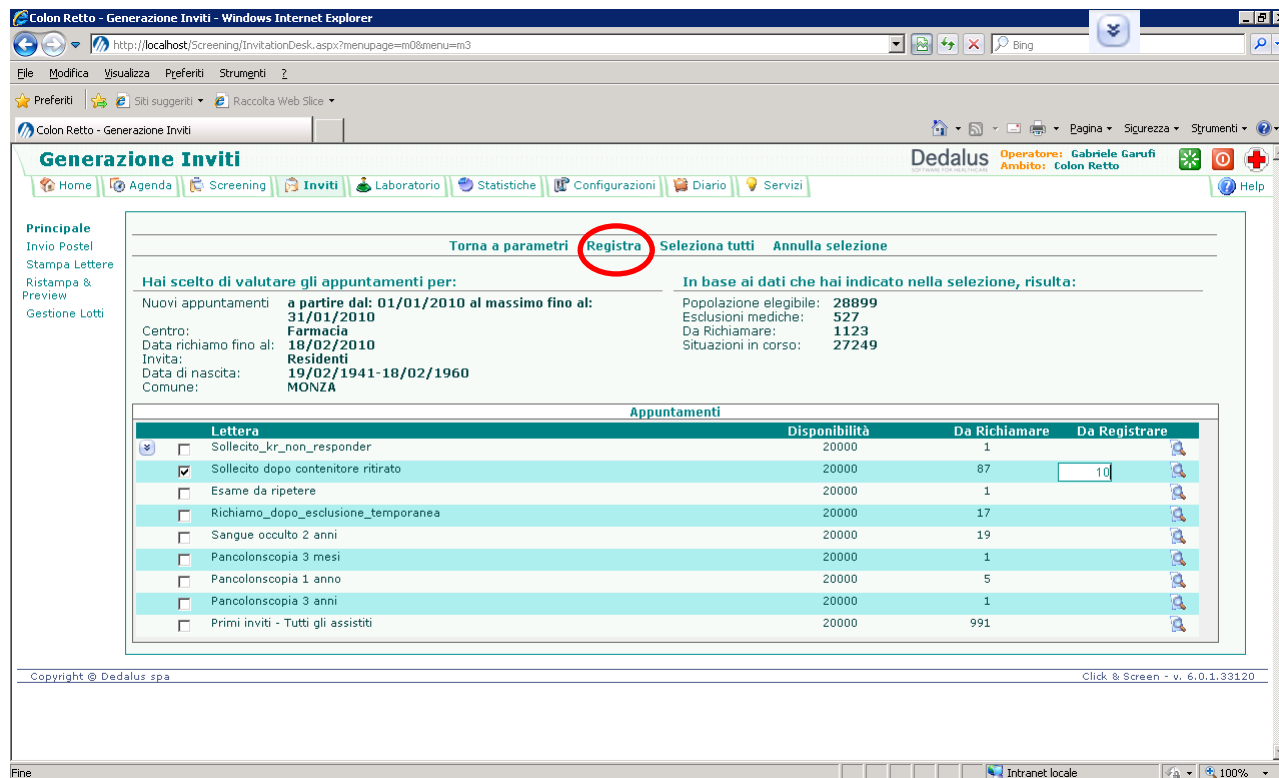 Colon Retto - Generazione Inviti - Windows Internet Explorer
http://localhost/Screening/InvitationDesk.aspx?menupage=m0&menu=m3
Bing
File Modifica Visualizza Preferiti Strumenti ?
Preferiti Siti suggeriti Raccolta Web Slice
Colon Retto - Generazione Inviti Pagina Sicurezza Strumenti
Generazione Inviti
Dedalus
SOFTWARE FOR HEALTHCARE
Operatore: Gabriele Garufi
Ambito: Colon Retto
Home Agenda Screening Inviti Laboratorio Statistiche Configurazioni Diario Servizi Help
Principale
Invio Postel
Stampa Lettere
Ristampa &
Preview
Gestione Lotti
Torna a parametri Registra Seleziona tutti Annulla selezione
Hai scelto di valutare gli appuntamenti per:
Nuovi appuntamenti a partire dal: 01/01/2010 al massimo fino al:
31/01/2010
Centro: Farmacia
Data richiamo fino al: 18/02/2010
Invita: Residenti
Data di nascita: 19/02/1941-18/02/1960
Comune: MONZA
In base ai dati che hai indicato nella selezione, risulta:
Popolazione elegibile: 28899
Esclusioni mediche: 527
Da Richiamare: 1123
Situazioni in corso: 27249
Appuntamenti
Lettera Disponibilità Da Richiamare Da Registrare
Sollecito_kr_non_responder 20000 1
Sollecito dopo contenitore ritirato 20000 87 10
Esame da ripetere 20000 1
Richiamo_dopo_esclusione_temporanea 20000 17
Sangue occulto 2 anni 20000 19
Pancolonscopia 3 mesi 20000 1
Pancolonscopia 1 anno 20000 5
Pancolonscopia 3 anni 20000 1
Primi inviti - Tutti gli assistiti 20000 991
Copyright © Dedalus spa Click & Screen - v. 6.0.1.33120
Fine Intranet locale 100%